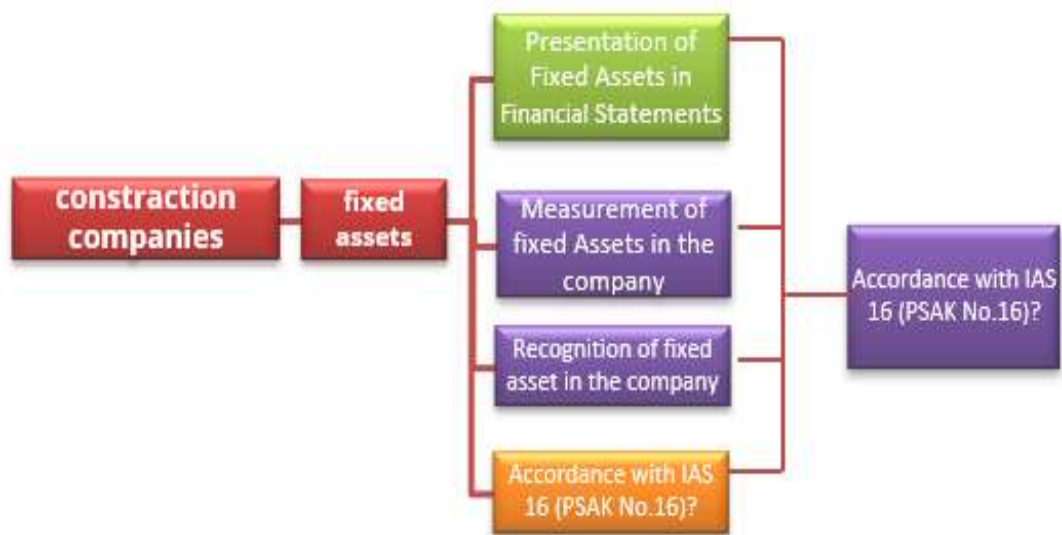 constraction
companies
fixed
assets
Presentation of
Fixed Assets in
Financial Statements
Measurement of
fixed Assets in the
company
Recognition of fixed
asset in the company
Accordance with IAS
16 (PSAK No.16)?
Accordance with IAS
16 (PSAK No.16)?